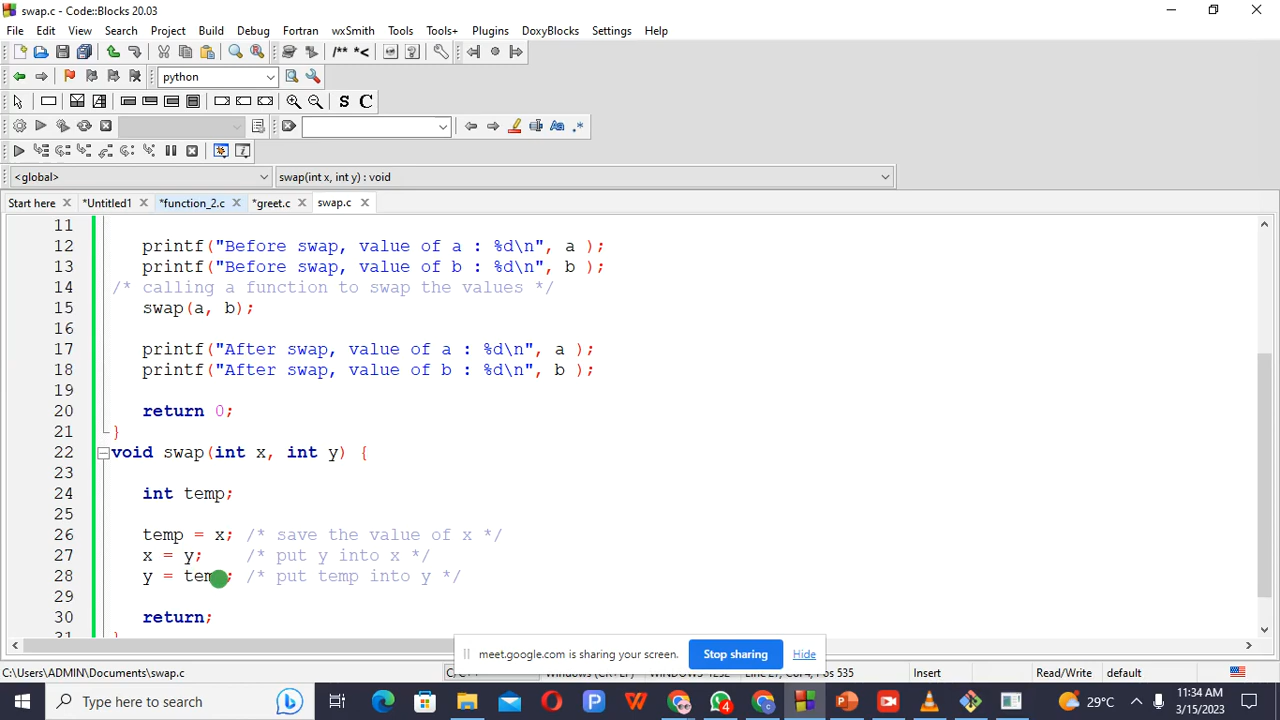 swap.c - Code::Blocks 20.03
File Edit View Search Project Build Debug Fortran wxSmith Tools Tools+ Plugins DoxyBlocks Settings Help
/** *<
python
S C
Aa .*
<global> swap(int x, int y) : void
Start here *Untitled1 *function_2.c *greet.c swap.c
11
12 printf("Before swap, value of a : %d\n", a );
13 printf("Before swap, value of b : %d\n", b );
14 /* calling a function to swap the values */
15 swap(a, b);
16
17 printf("After swap, value of a : %d\n", a );
18 printf("After swap, value of b : %d\n", b );
19
20 return 0;
21 }
22 void swap(int x, int y) {
23
24 int temp;
25
26 temp = x; /* save the value of x */
27 x = y; /* put y into x */
28 y = temp; /* put temp into y */
29
30 return;
31 }
meet.google.com is sharing your screen. Stop sharing Hide
C:\Users\ADMIN\Documents\swap.c Pos 535 Insert Read/Write default
Type here to search 4 29°C 11:34 AM
3/15/2023